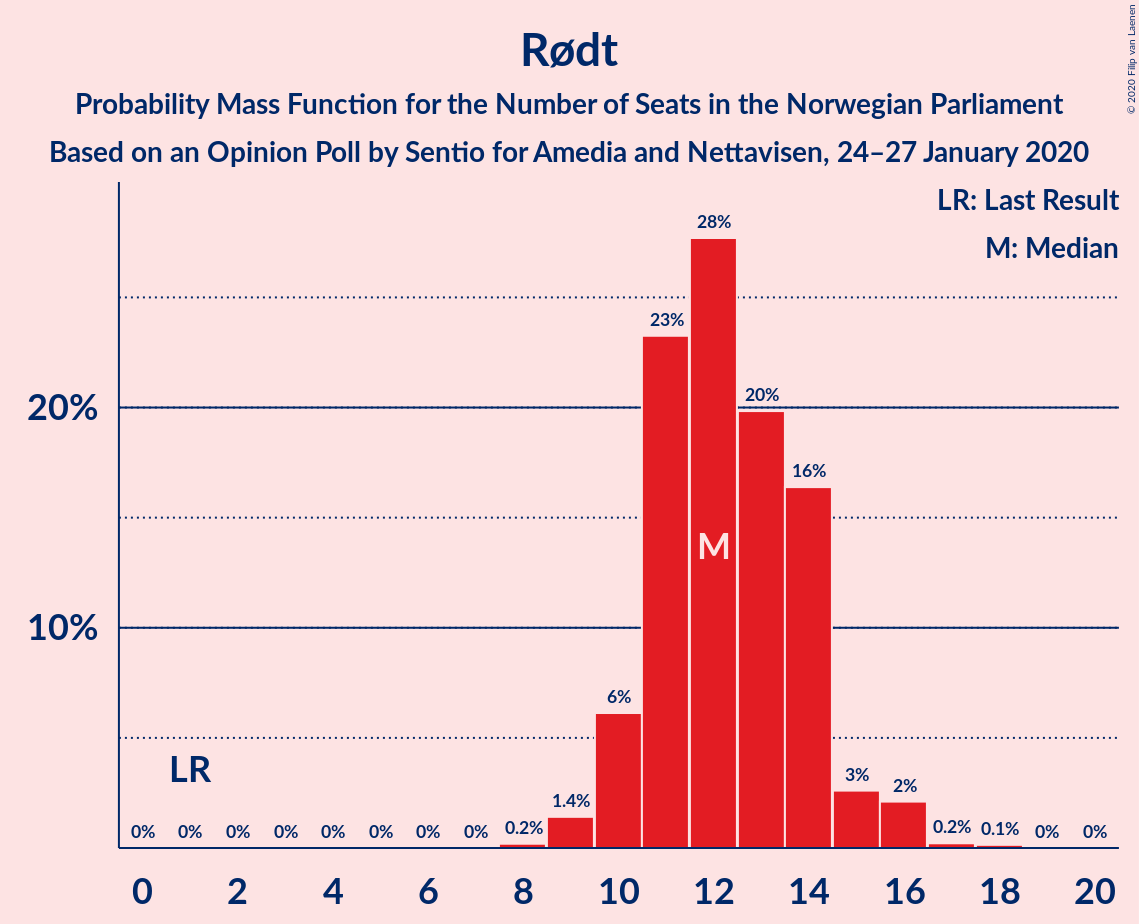 Rødt
Probability Mass Function for the Number of Seats in the Norwegian Parliament
Based on an Opinion Poll by Sentio for Amedia and Nettavisen, 24–27 January 2020
© 2020 Filip van Laenen
LR: Last Result
M: Median
28%
23%
20%
20%
16%
M
10%
6%
LR
3%
2%
1.4%
0% 0% 0% 0% 0% 0% 0% 0% 0.2% 0.2% 0.1% 0% 0%
0 2 4 6 8 10 12 14 16 18 20